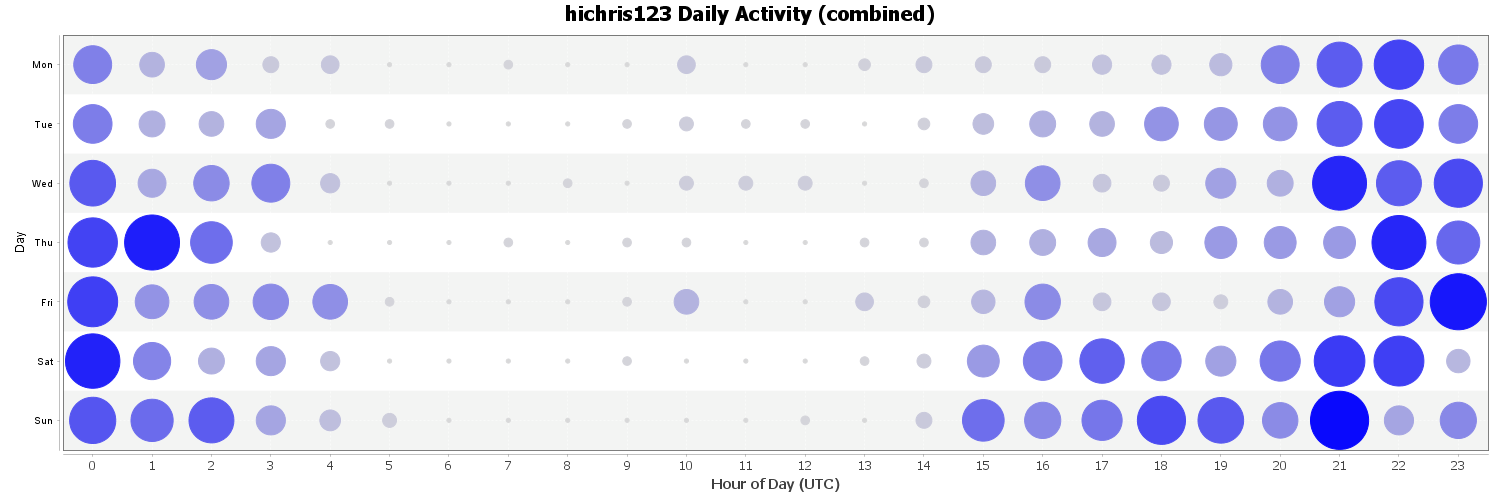 hichris123 Daily Activity (combined)
Mon
Tue
Wed
Thu
Fri
Sat
Sun
Day
0 1 2 3 4 5 6 7 8 9 10 11 12 13 14 15 16 17 18 19 20 21 22 23
Hour of Day (UTC)